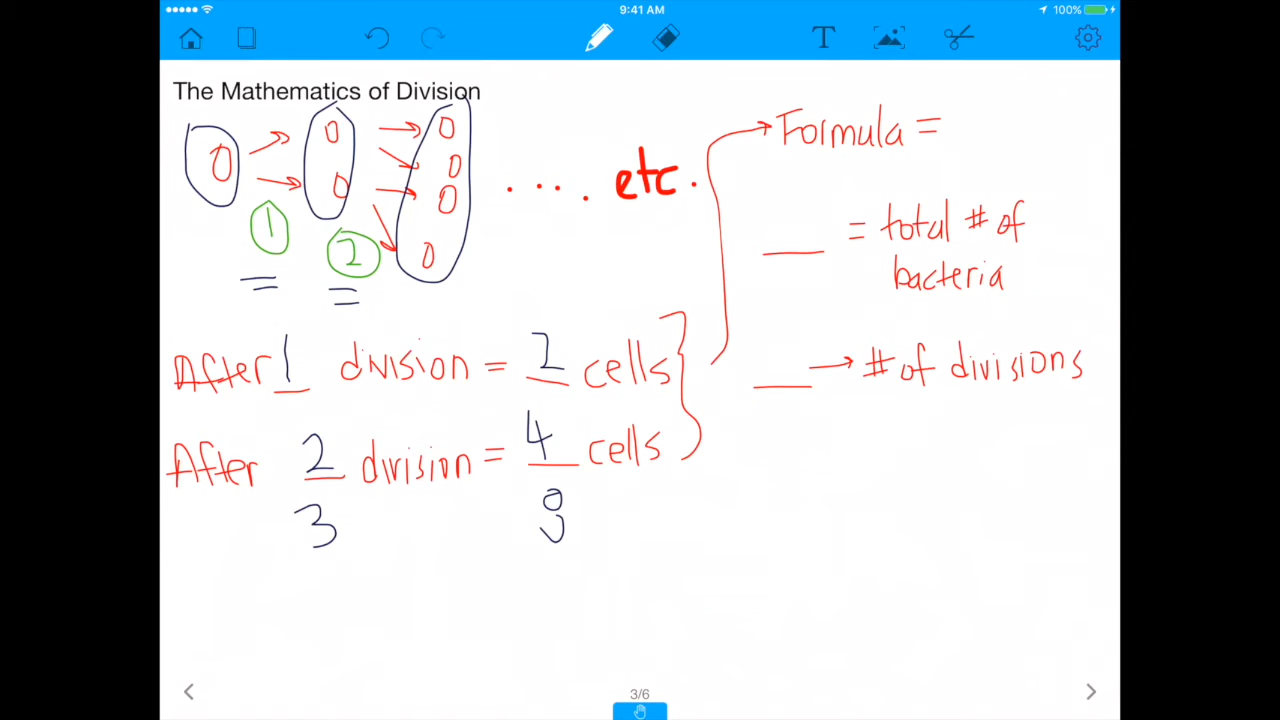 9:41 AM
100%
T
The Mathematics of Division
0 0 0
0
0 0
0
1 2
..... etc.
Formula =
___ = total # of
bacteria
After 1 division = 2 cells
___ → # of divisions
After 2 division = 4 cells
3 8
3/6